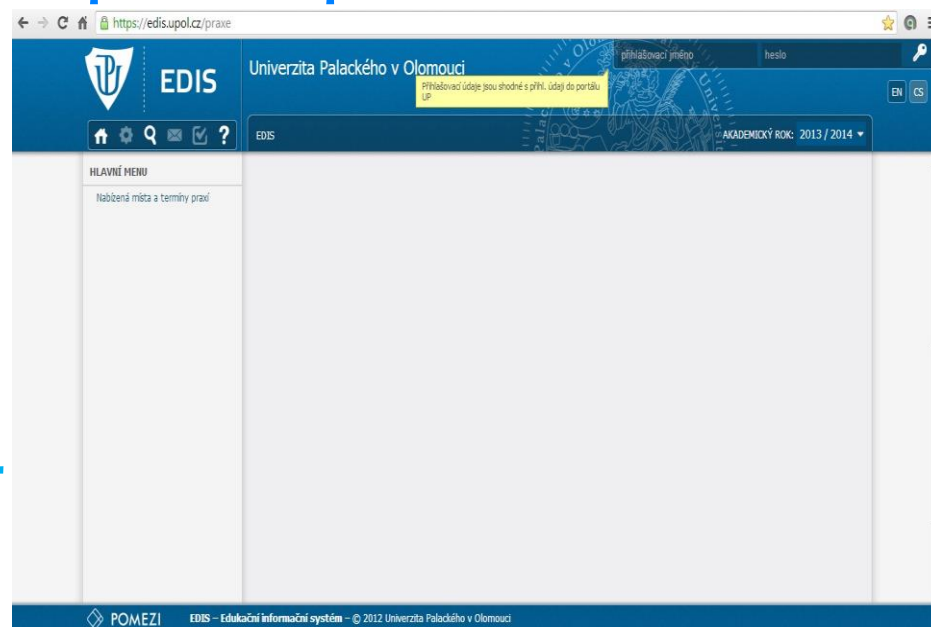 https://edis.upol.cz/praxe
EDIS
Univerzita Palackého v Olomouci
přihlašovací jméno
heslo
Přihlašovací údaje jsou shodné s přihl. údaji do portálu
UP
EN CS
EDIS
AKADEMICKÝ ROK: 2013 / 2014
HLAVNÍ MENU
Nabízená místa a termíny praxí
POMEZI
EDIS – Edukační informační systém – © 2012 Univerzita Palackého v Olomouci